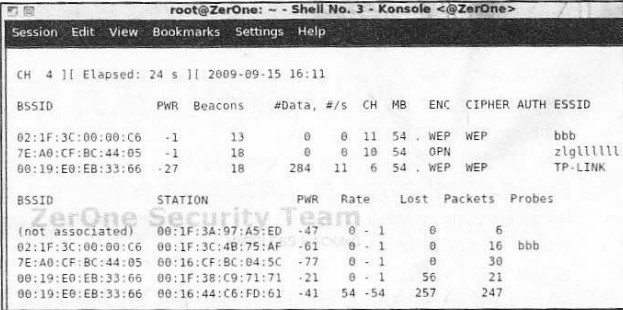 root@ZerOne: ~ - Shell No. 3 - Konsole <@ZerOne>
Session Edit View Bookmarks Settings Help
CH 4 ][ Elapsed: 24 s ][ 2009-09-15 16:11
BSSID PWR Beacons #Data, #/s CH MB ENC CIPHER AUTH ESSID
02:1F:3C:00:00:C6 -1 13 0 0 11 54 . WEP WEP bbb
7E:A0:CF:BC:44:05 -1 18 0 0 10 54 OPN zlgllllll
00:19:E0:EB:33:66 -27 18 284 11 6 54 . WEP WEP TP-LINK
BSSID STATION PWR Rate Lost Packets Probes
ZerOne Security Team
(not associated) 00:1F:3A:97:A5:ED -47 0 - 1 0 6
02:1F:3C:00:00:C6 00:1F:3C:4B:75:AF -61 0 - 1 0 16 bbb
7E:A0:CF:BC:44:05 00:16:CF:BC:04:5C -77 0 - 1 0 30
00:19:E0:EB:33:66 00:1F:38:C9:71:71 -21 0 - 1 56 21
00:19:E0:EB:33:66 00:16:44:C6:FD:61 -41 54 -54 257 247